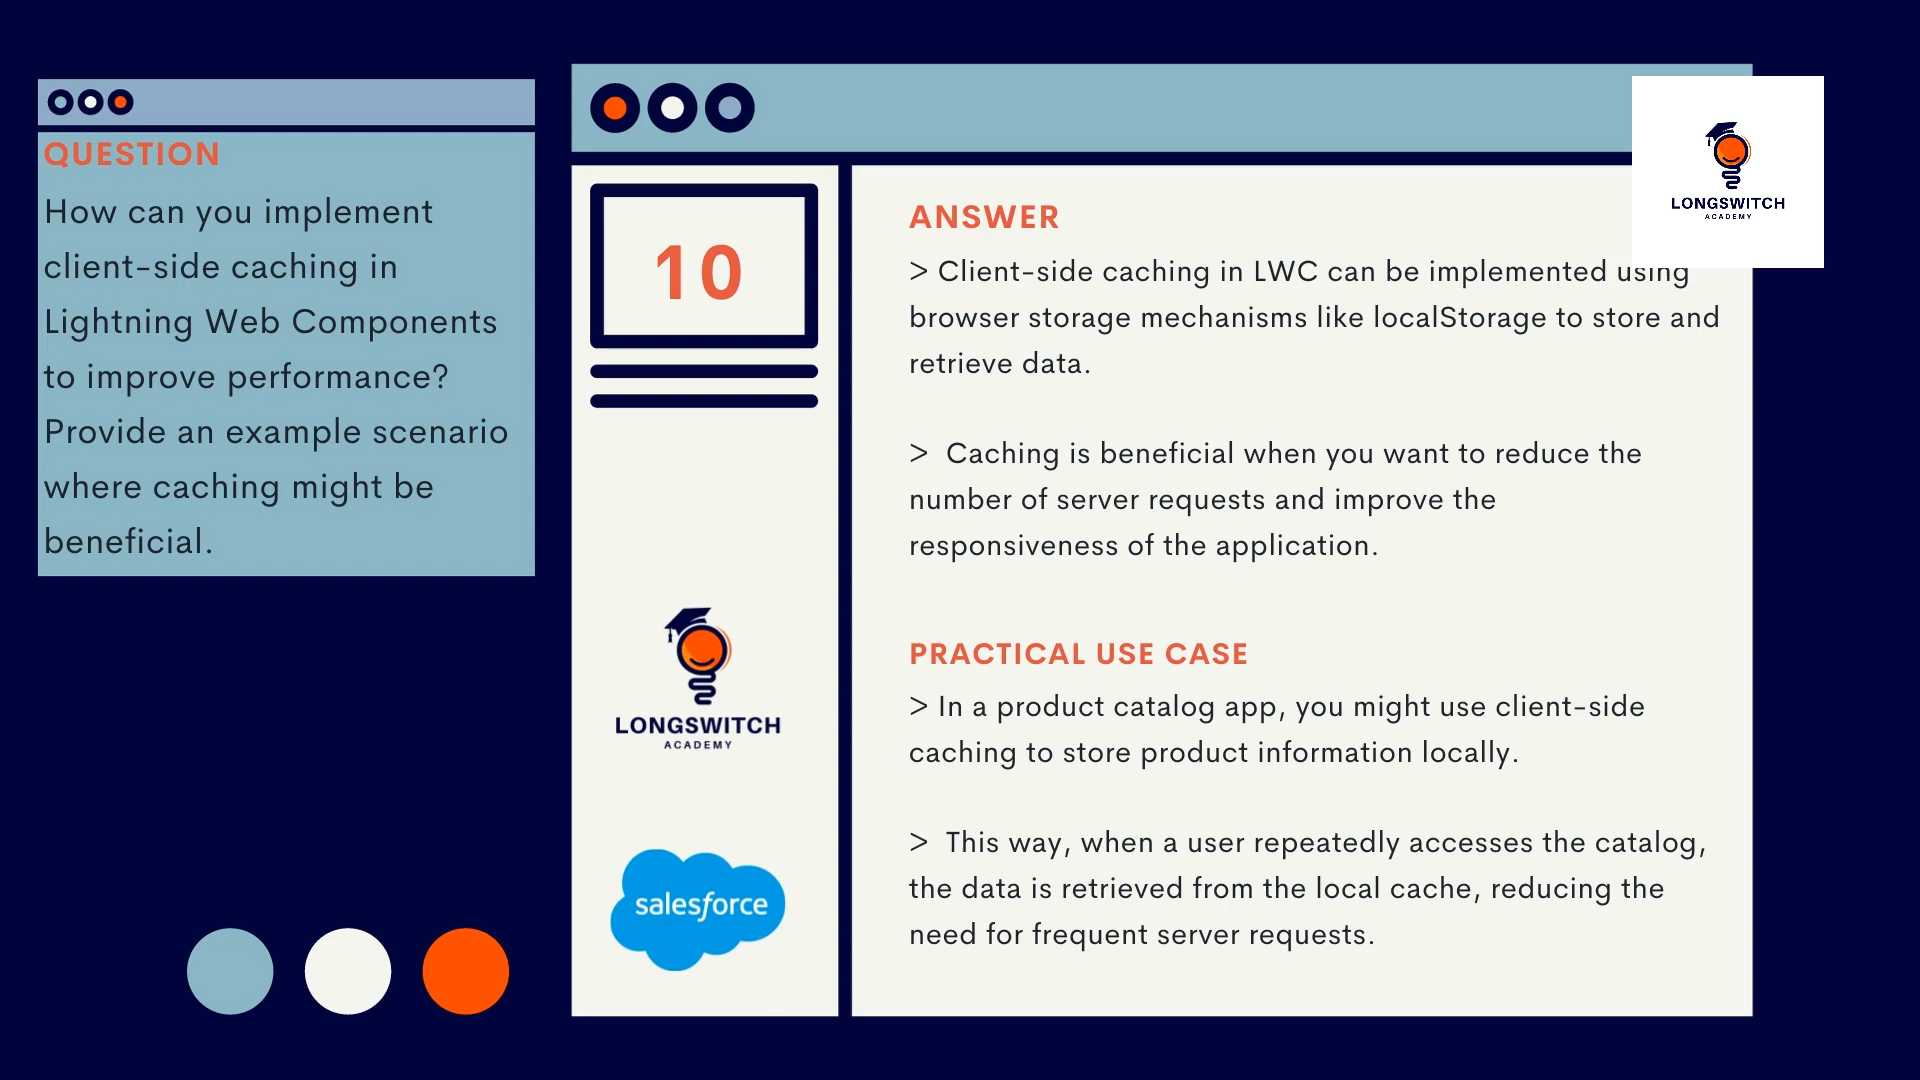 QUESTION
How can you implement
client-side caching in
Lightning Web Components
to improve performance?
Provide an example scenario
where caching might be
beneficial.
10
LONGSWITCH
ACADEMY
salesforce
ANSWER
> Client-side caching in LWC can be implemented using
browser storage mechanisms like localStorage to store and
retrieve data.
>  Caching is beneficial when you want to reduce the
number of server requests and improve the
responsiveness of the application.
PRACTICAL USE CASE
> In a product catalog app, you might use client-side
caching to store product information locally.
>  This way, when a user repeatedly accesses the catalog,
the data is retrieved from the local cache, reducing the
need for frequent server requests.
LONGSWITCH
ACADEMY